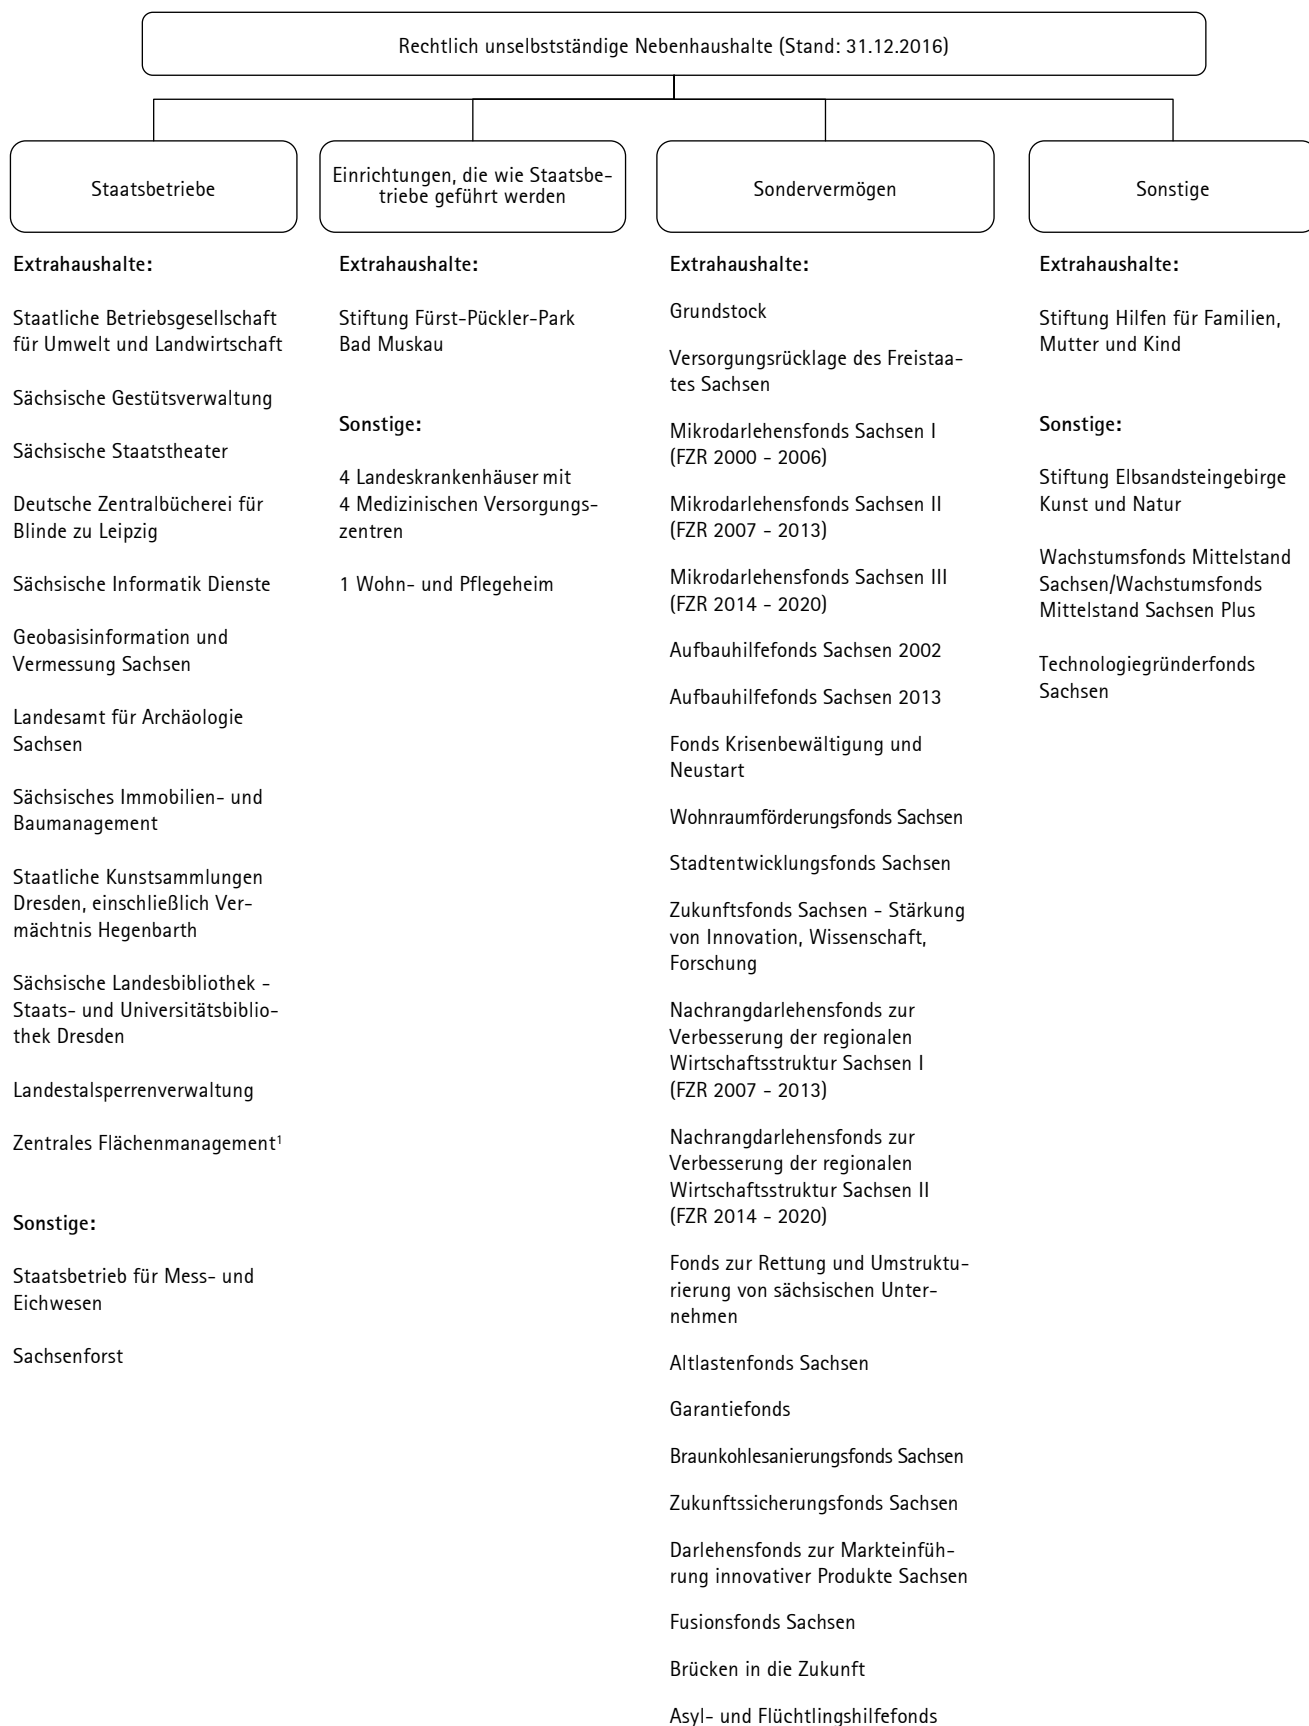 Rechtlich unselbstständige Nebenhaushalte (Stand: 31.12.2016)
Staatsbetriebe
Einrichtungen, die wie Staatsbe-
triebe geführt werden
Sondervermögen
Sonstige
Extrahaushalte:
Staatliche Betriebsgesellschaft
für Umwelt und Landwirtschaft
Sächsische Gestütsverwaltung
Sächsische Staatstheater
Deutsche Zentralbücherei für
Blinde zu Leipzig
Sächsische Informatik Dienste
Geobasisinformation und
Vermessung Sachsen
Landesamt für Archäologie
Sachsen
Sächsisches Immobilien- und
Baumanagement
Staatliche Kunstsammlungen
Dresden, einschließlich Ver-
mächtnis Hegenbarth
Sächsische Landesbibliothek -
Staats- und Universitätsbiblio-
thek Dresden
Landestalsperrenverwaltung
Zentrales Flächenmanagement¹
Sonstige:
Staatsbetrieb für Mess- und
Eichwesen
Sachsenforst
Extrahaushalte:
Stiftung Fürst-Pückler-Park
Bad Muskau
Sonstige:
4 Landeskrankenhäuser mit
4 Medizinischen Versorgungs-
zentren
1 Wohn- und Pflegeheim
Extrahaushalte:
Grundstock
Versorgungsrücklage des Freistaa-
tes Sachsen
Mikrodarlehensfonds Sachsen I
(FZR 2000 - 2006)
Mikrodarlehensfonds Sachsen II
(FZR 2007 - 2013)
Mikrodarlehensfonds Sachsen III
(FZR 2014 - 2020)
Aufbauhilfefonds Sachsen 2002
Aufbauhilfefonds Sachsen 2013
Fonds Krisenbewältigung und
Neustart
Wohnraumförderungsfonds Sachsen
Stadtentwicklungsfonds Sachsen
Zukunftsfonds Sachsen - Stärkung
von Innovation, Wissenschaft,
Forschung
Nachrangdarlehensfonds zur
Verbesserung der regionalen
Wirtschaftsstruktur Sachsen I
(FZR 2007 - 2013)
Nachrangdarlehensfonds zur
Verbesserung der regionalen
Wirtschaftsstruktur Sachsen II
(FZR 2014 - 2020)
Fonds zur Rettung und Umstruktu-
rierung von sächsischen Unter-
nehmen
Altlastenfonds Sachsen
Garantiefonds
Braunkohlesanierungsfonds Sachsen
Zukunftssicherungsfonds Sachsen
Darlehensfonds zur Markteinfüh-
rung innovativer Produkte Sachsen
Fusionsfonds Sachsen
Brücken in die Zukunft
Asyl- und Flüchtlingshilfefonds
Extrahaushalte:
Stiftung Hilfen für Familien,
Mutter und Kind
Sonstige:
Stiftung Elbsandsteingebirge
Kunst und Natur
Wachstumsfonds Mittelstand
Sachsen/Wachstumsfonds
Mittelstand Sachsen Plus
Technologiegründerfonds
Sachsen